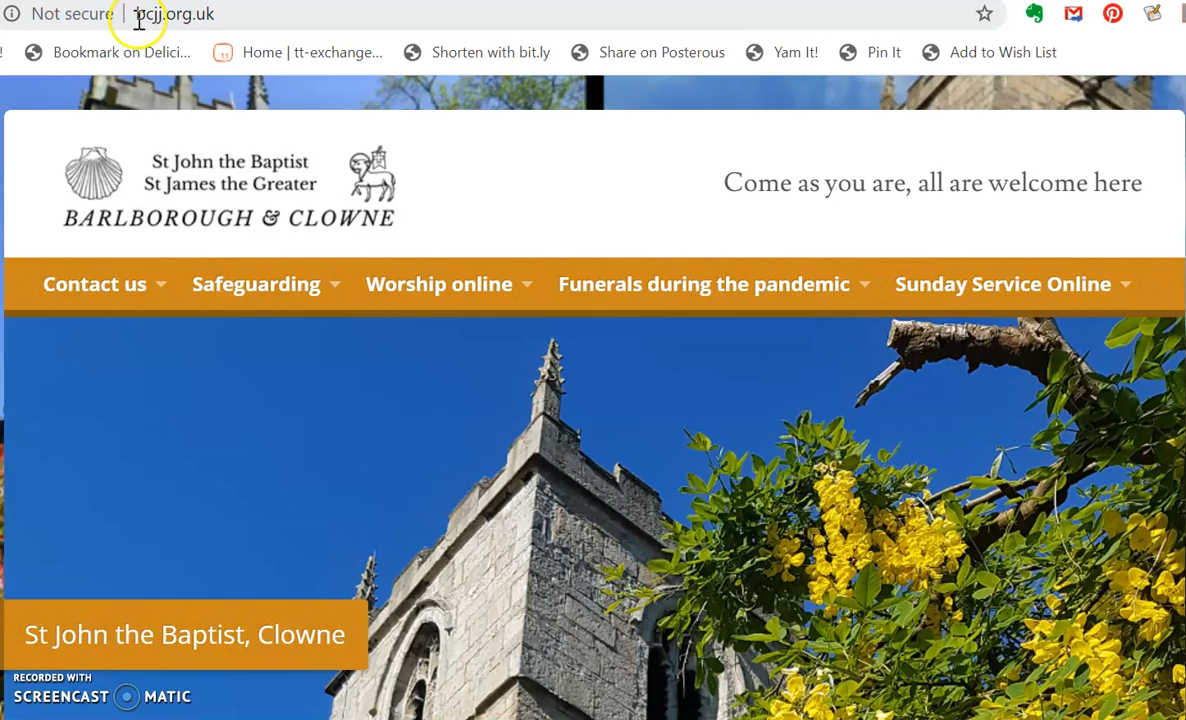 Not secure | bcjj.org.uk
Bookmark on Delici... Home | tt-exchange... Shorten with bit.ly Share on Posterous Yam It! Pin It Add to Wish List
St John the Baptist
St James the Greater
BARLBOROUGH & CLOWNE
Come as you are, all are welcome here
Contact us Safeguarding Worship online Funerals during the pandemic Sunday Service Online
St John the Baptist, Clowne
RECORDED WITH
SCREENCAST MATIC